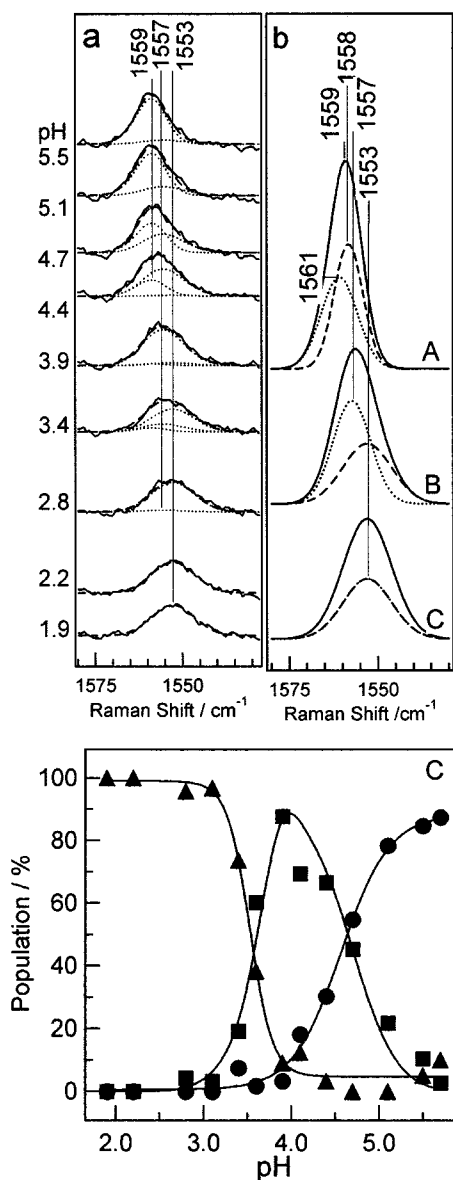 a
1559
1557
1553
pH
5.5
5.1
4.7
4.4
3.9
3.4
2.8
2.2
1.9
1575 1550
Raman Shift / cm-1
b
1559
1558
1557
1553
1561
A
B
C
1575 1550
Raman Shift /cm-1
C
100
80
60
40
20
0
Population / %
2.0 3.0 4.0 5.0
pH